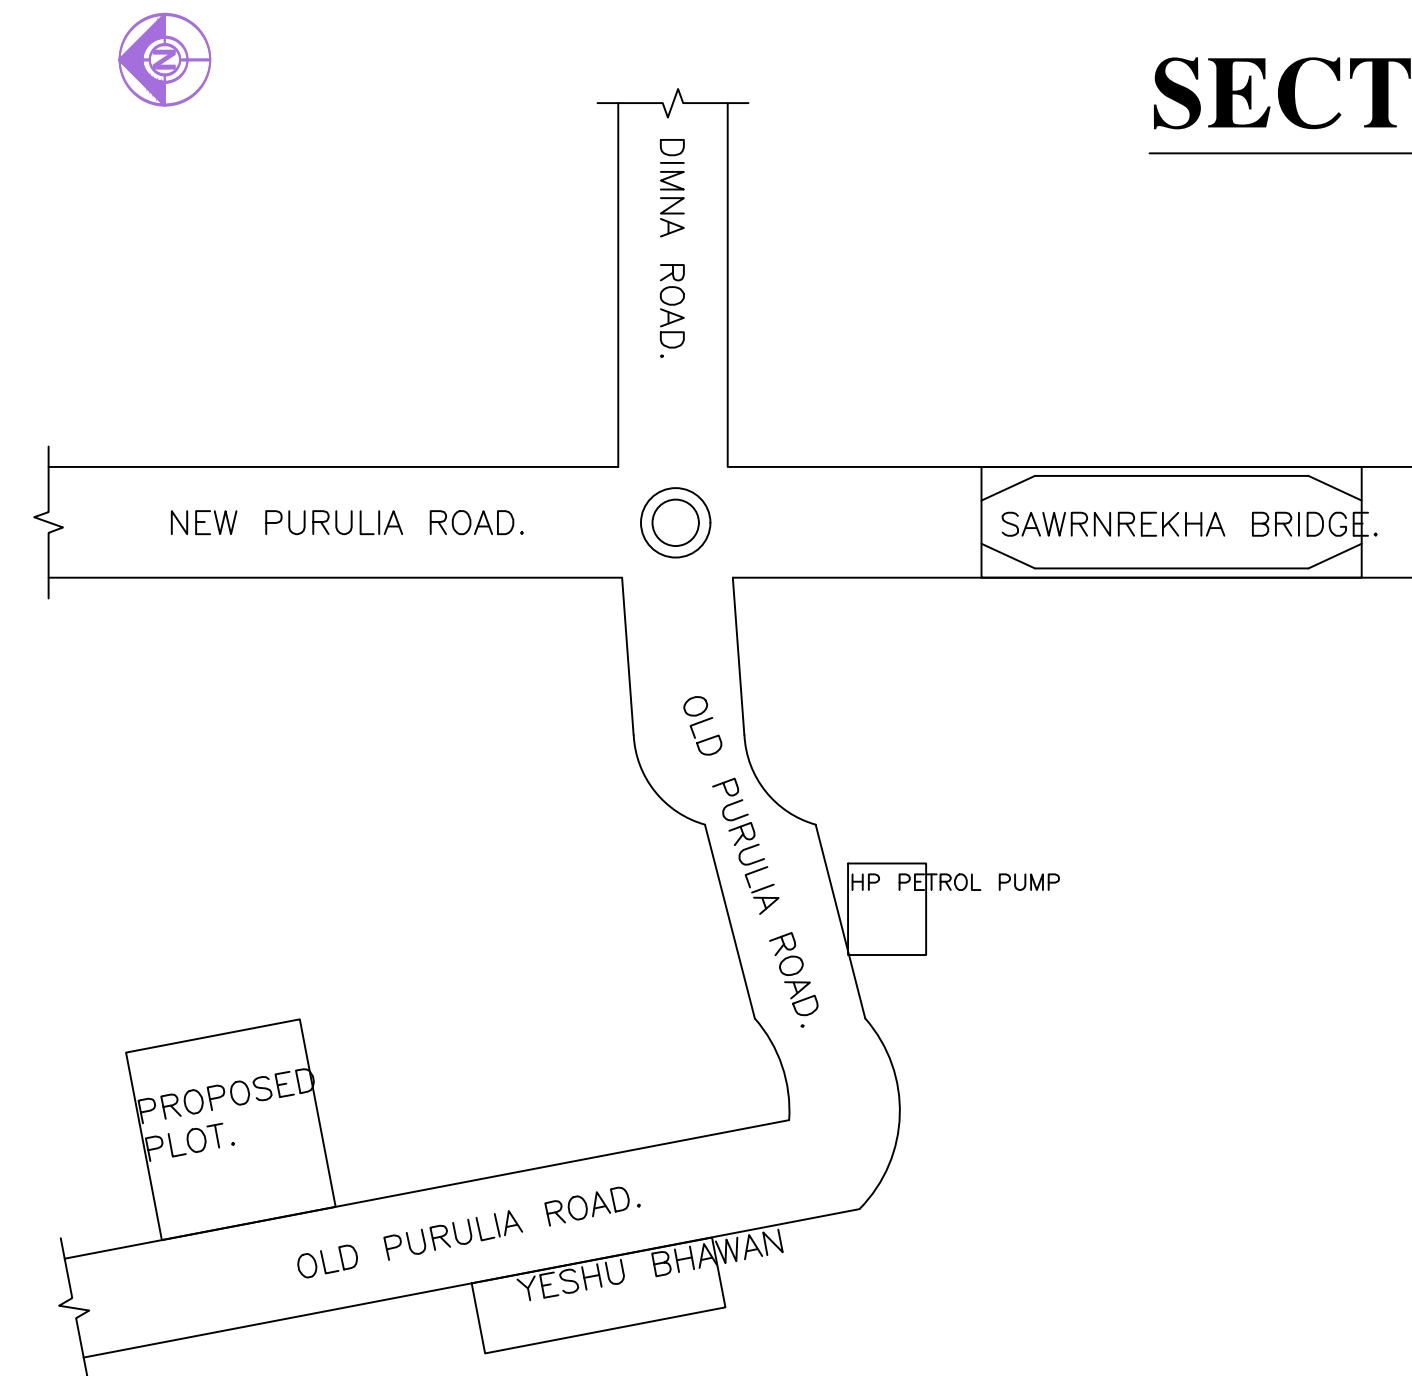 N
SECT
DIMNA ROAD.
NEW PURULIA ROAD.
SAWRNREKHA BRIDGE.
OLD PURULIA ROAD.
HP PETROL PUMP
PROPOSED
PLOT.
OLD PURULIA ROAD.
YESHU BHAWAN